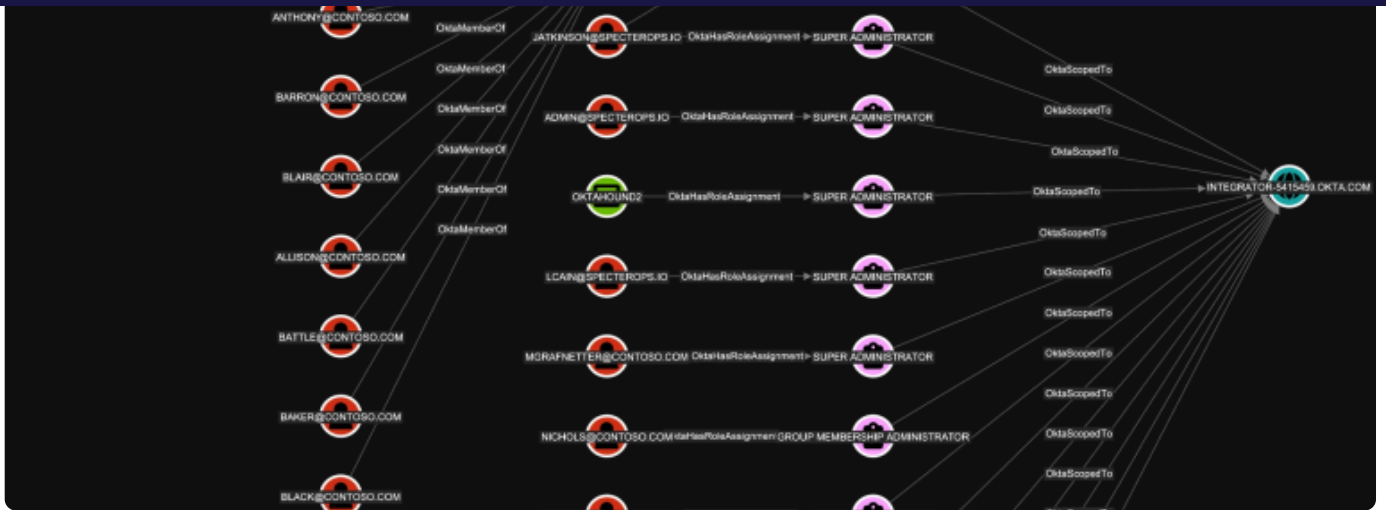 ANTHONY@CONTOSO.COM
OktaMemberOf
JATKINSON@SPECTEROPS.IO OktaHasRoleAssignment SUPER ADMINISTRATOR
OktaMemberOf
OktaScopedTo
BARRON@CONTOSO.COM
OktaMemberOf
OktaScopedTo
ADMIN@SPECTEROPS.IO OktaHasRoleAssignment SUPER ADMINISTRATOR
OktaMemberOf
OktaScopedTo
BLAIR@CONTOSO.COM
OktaMemberOf
INTEGRATOR-5415459.OKTA.COM
OktaScopedTo
OKTAHOUND2 OktaHasRoleAssignment SUPER ADMINISTRATOR
OktaMemberOf
OktaScopedTo
ALLISON@CONTOSO.COM
OktaScopedTo
LCAIN@SPECTEROPS.IO OktaHasRoleAssignment SUPER ADMINISTRATOR
OktaScopedTo
BATTLE@CONTOSO.COM
OktaScopedTo
MGRAFNETTER@CONTOSO.COM OktaHasRoleAssignment SUPER ADMINISTRATOR
OktaScopedTo
BAKER@CONTOSO.COM
OktaScopedTo
NICHOLS@CONTOSO.COM ktaHasRoleAssignmen GROUP MEMBERSHIP ADMINISTRATOR
OktaScopedTo
BLACK@CONTOSO.COM